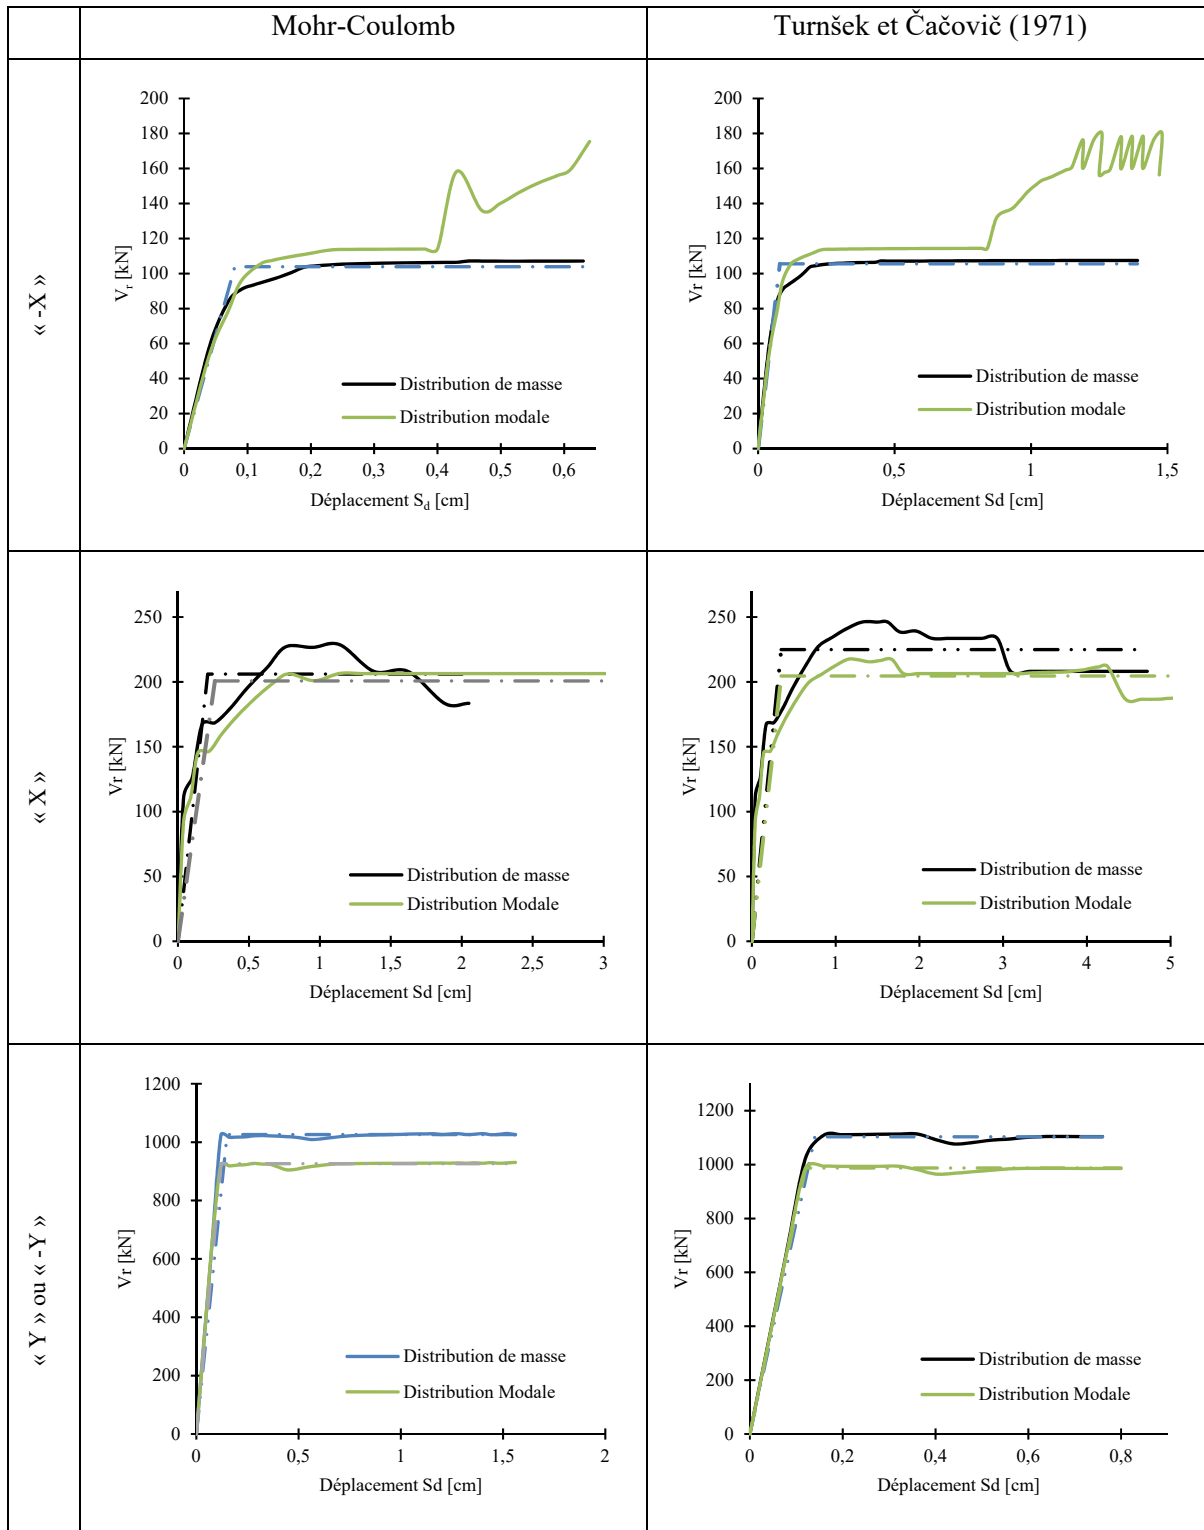 Mohr-Coulomb
Turnšek et Čačovič (1971)
« -X »
200
180
160
140
120
100
80
60
40
20
0
V_r [kN]
0 0,1 0,2 0,3 0,4 0,5 0,6
Déplacement S_d [cm]
Distribution de masse
Distribution modale
200
180
160
140
120
100
80
60
40
20
0
Vr [kN]
0 0,5 1 1,5
Déplacement Sd [cm]
Distribution de masse
Distribution modale
« X »
250
200
150
100
50
0
Vr [kN]
0 0,5 1 1,5 2 2,5 3
Déplacement Sd [cm]
Distribution de masse
Distribution Modale
250
200
150
100
50
0
Vr [kN]
0 1 2 3 4 5
Déplacement Sd [cm]
Distribution de masse
Distribution Modale
« Y » ou « -Y »
1200
1000
800
600
400
200
0
Vr [kN]
0 0,5 1 1,5 2
Déplacement Sd [cm]
Distribution de masse
Distribution Modale
1200
1000
800
600
400
200
0
Vr [kN]
0 0,2 0,4 0,6 0,8
Déplacement Sd [cm]
Distribution de masse
Distribution Modale